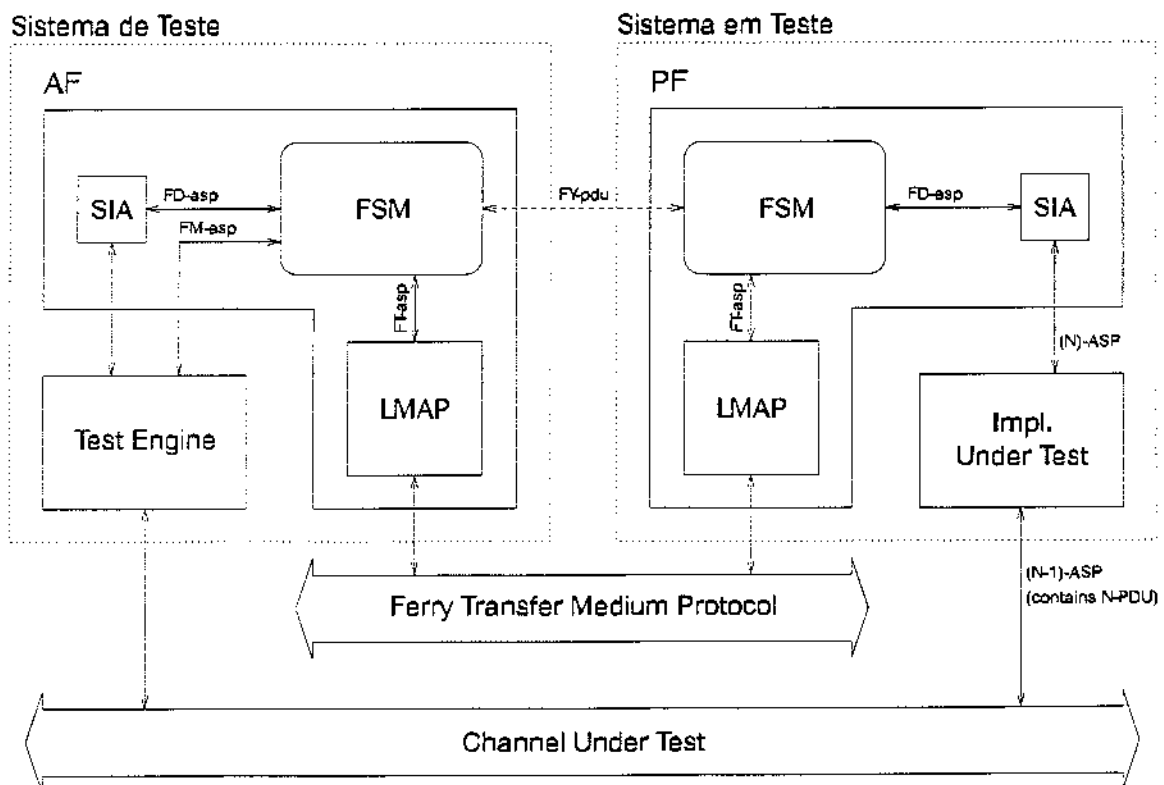 Sistema de Teste
Sistema em Teste
AF
PF
SIA
FD-asp
FM-asp
FSM
FY-pdu
FSM
FD-asp
SIA
FT-asp
FT-asp
(N)-ASP
Test Engine
LMAP
LMAP
Impl.
Under Test
(N-1)-ASP
(contains N-PDU)
Ferry Transfer Medium Protocol
Channel Under Test